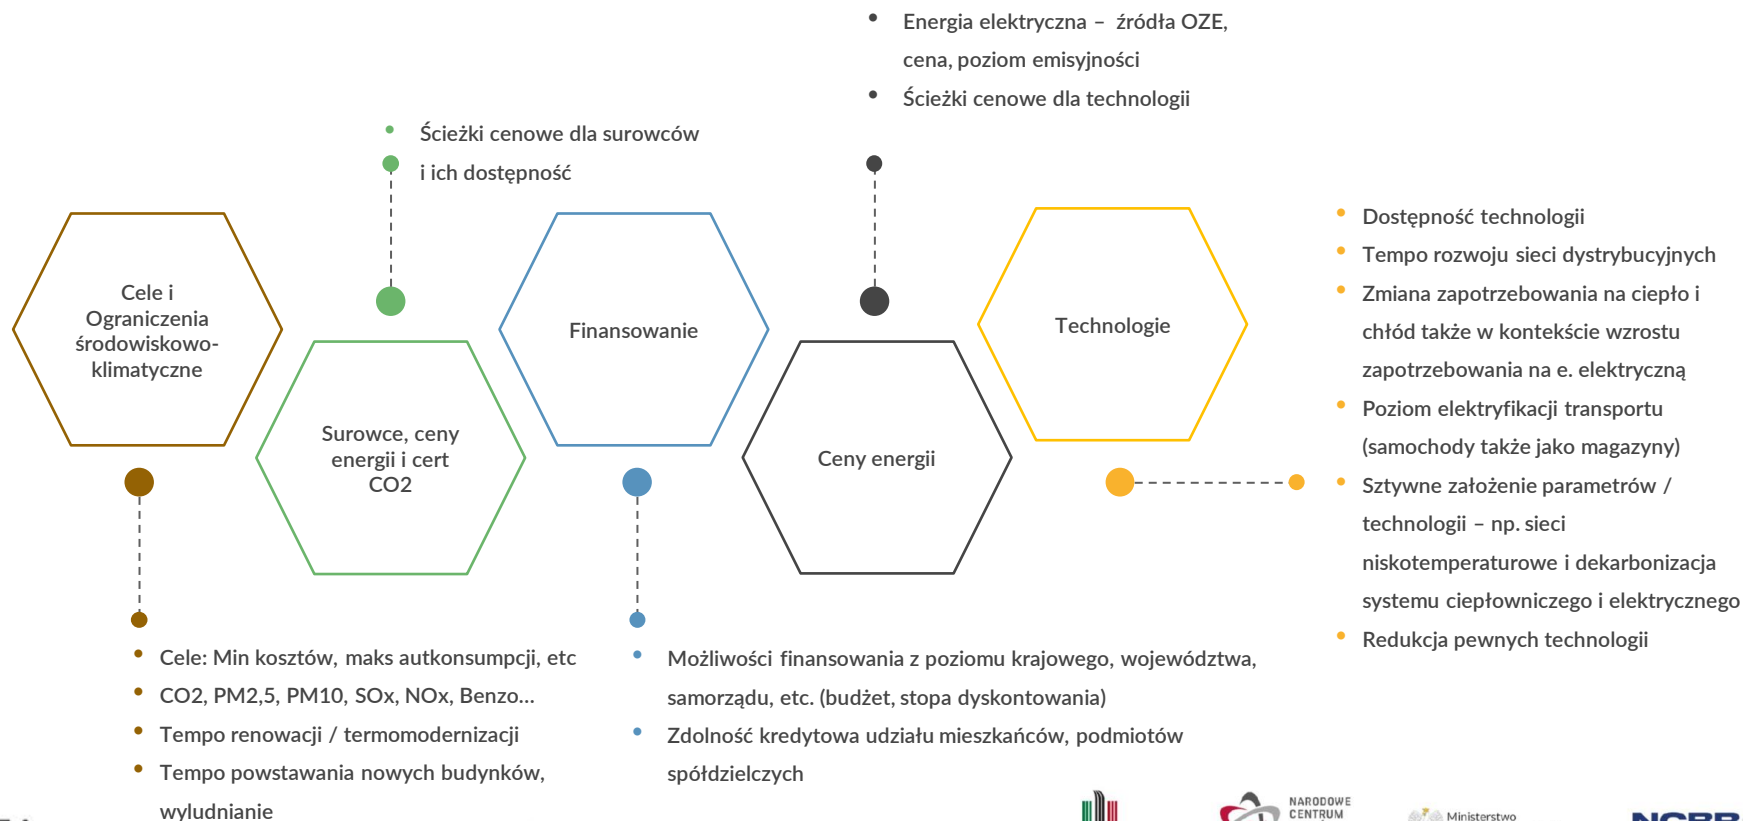 Energia elektryczna – źródła OZE,
cena, poziom emisyjności
Ścieżki cenowe dla technologii
Ścieżki cenowe dla surowców
i ich dostępność
Cele i
Ograniczenia
środowiskowo-
klimatyczne
Surowce, ceny
energii i cert
CO2
Finansowanie
Ceny energii
Technologie
Dostępność technologii
Tempo rozwoju sieci dystrybucyjnych
Zmiana zapotrzebowania na ciepło i
chłód także w kontekście wzrostu
zapotrzebowania na e. elektryczną
Poziom elektryfikacji transportu
(samochody także jako magazyny)
Sztywne założenie parametrów /
technologii – np. sieci
niskotemperaturowe i dekarbonizacja
systemu ciepłowniczego i elektrycznego
Redukcja pewnych technologii
Cele: Min kosztów, maks autkonsumpcji, etc
CO2, PM2,5, PM10, SOx, NOx, Benzo...
Tempo renowacji / termomodernizacji
Tempo powstawania nowych budynków,
wyludnianie
Możliwości finansowania z poziomu krajowego, województwa,
samorządu, etc. (budżet, stopa dyskontowania)
Zdolność kredytowa udziału mieszkańców, podmiotów
spółdzielczych
NARODOWE
CENTRUM
Ministerstwo
NCBR